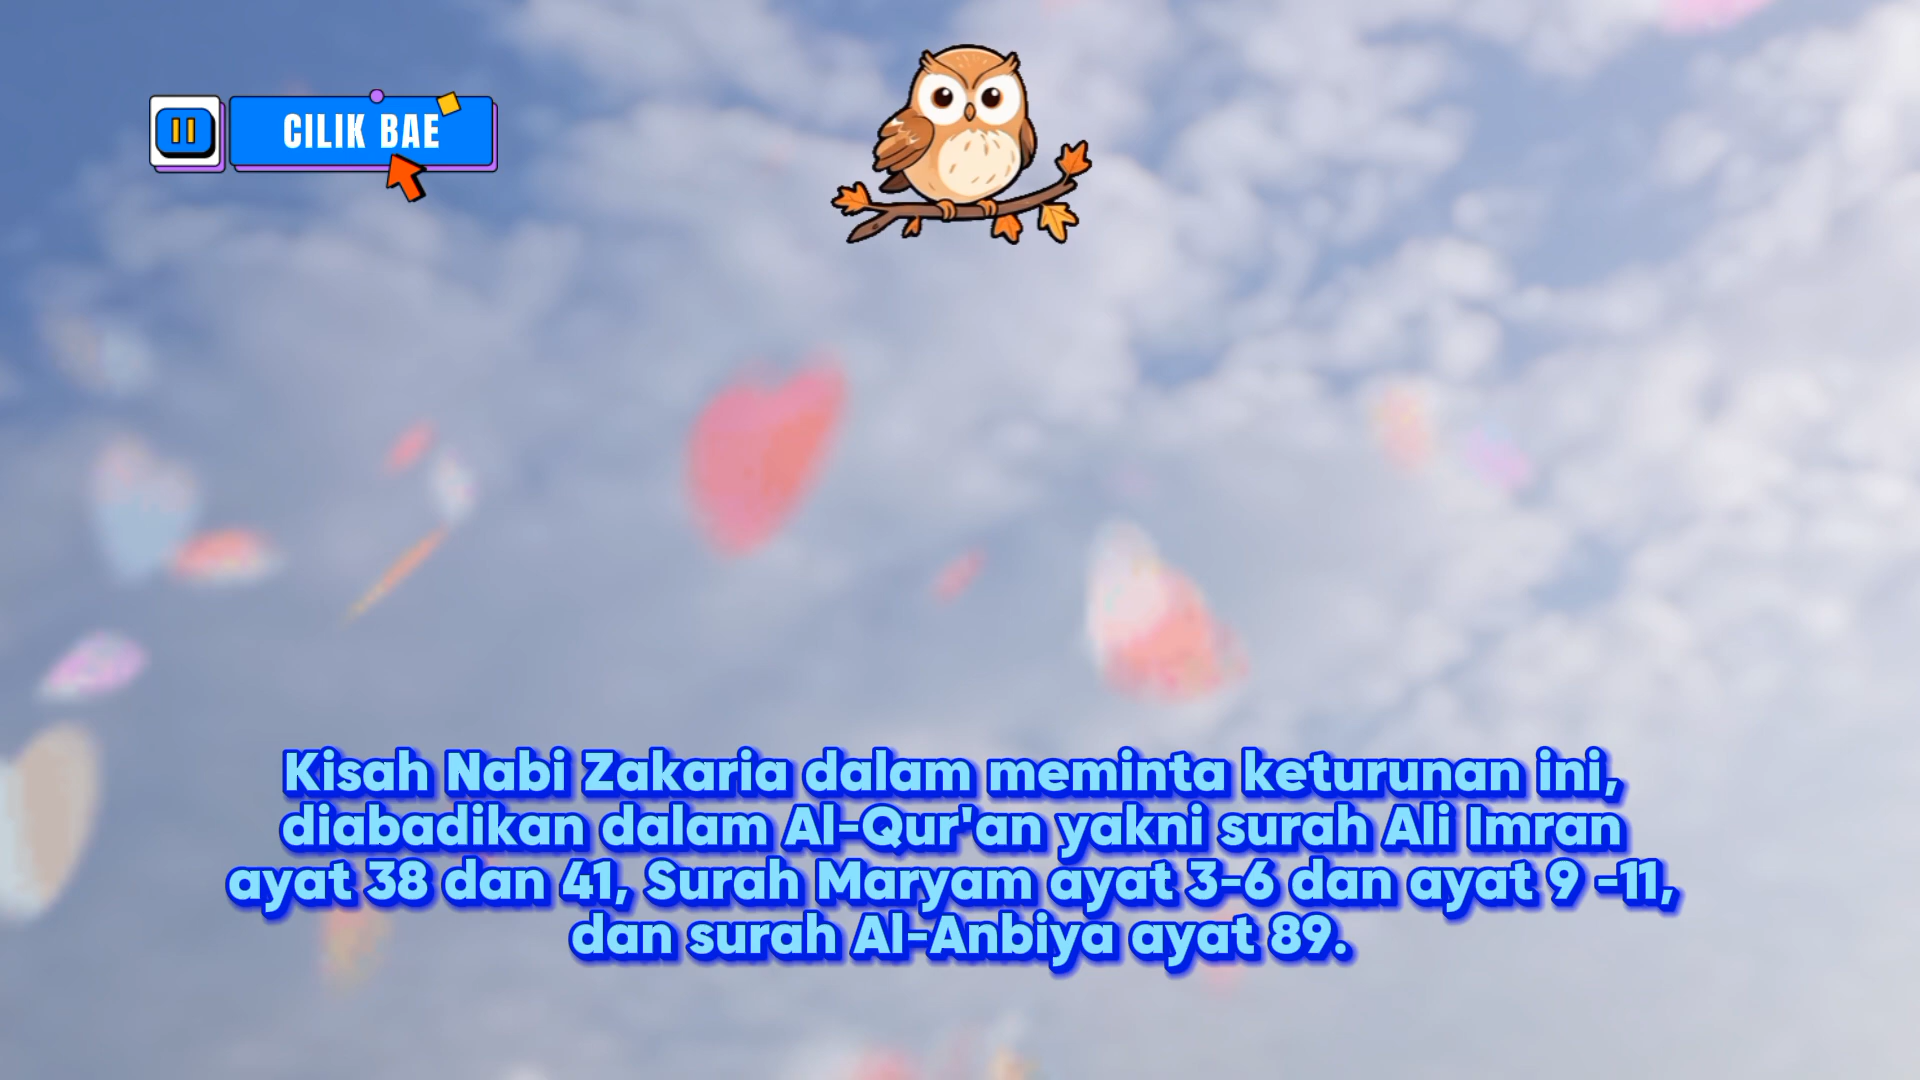 CILIK BAE
Kisah Nabi Zakaria dalam meminta keturunan ini,
diabadikan dalam Al-Qur'an yakni surah Ali Imran
ayat 38 dan 41, Surah Maryam ayat 3-6 dan ayat 9 -11,
dan surah Al-Anbiya ayat 89.